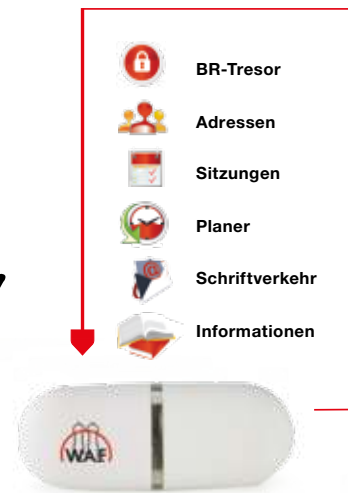 BR-Tresor
Adressen
Sitzungen
Planer
Schriftverkehr
Informationen
WAF